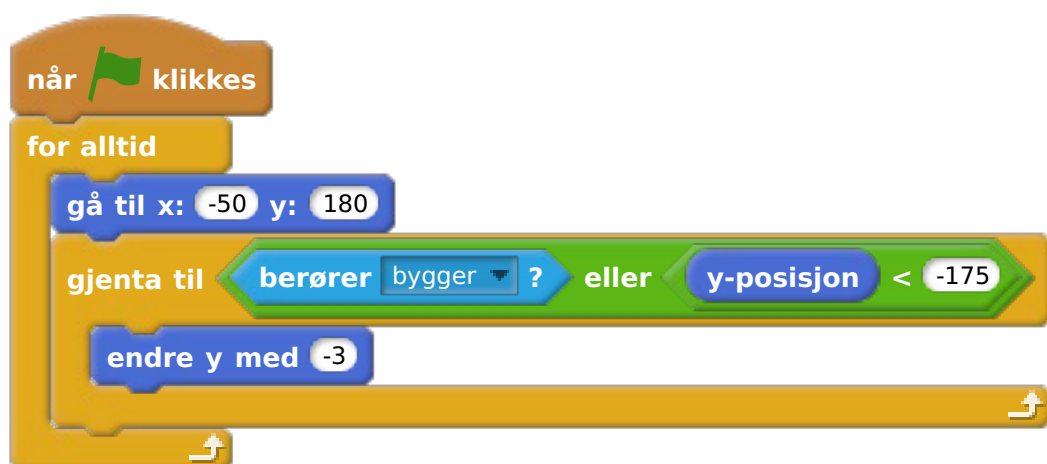 når klikkes
for alltid
gå til x: -50 y: 180
gjenta til berører bygger ? eller y-posisjon < -175
endre y med -3